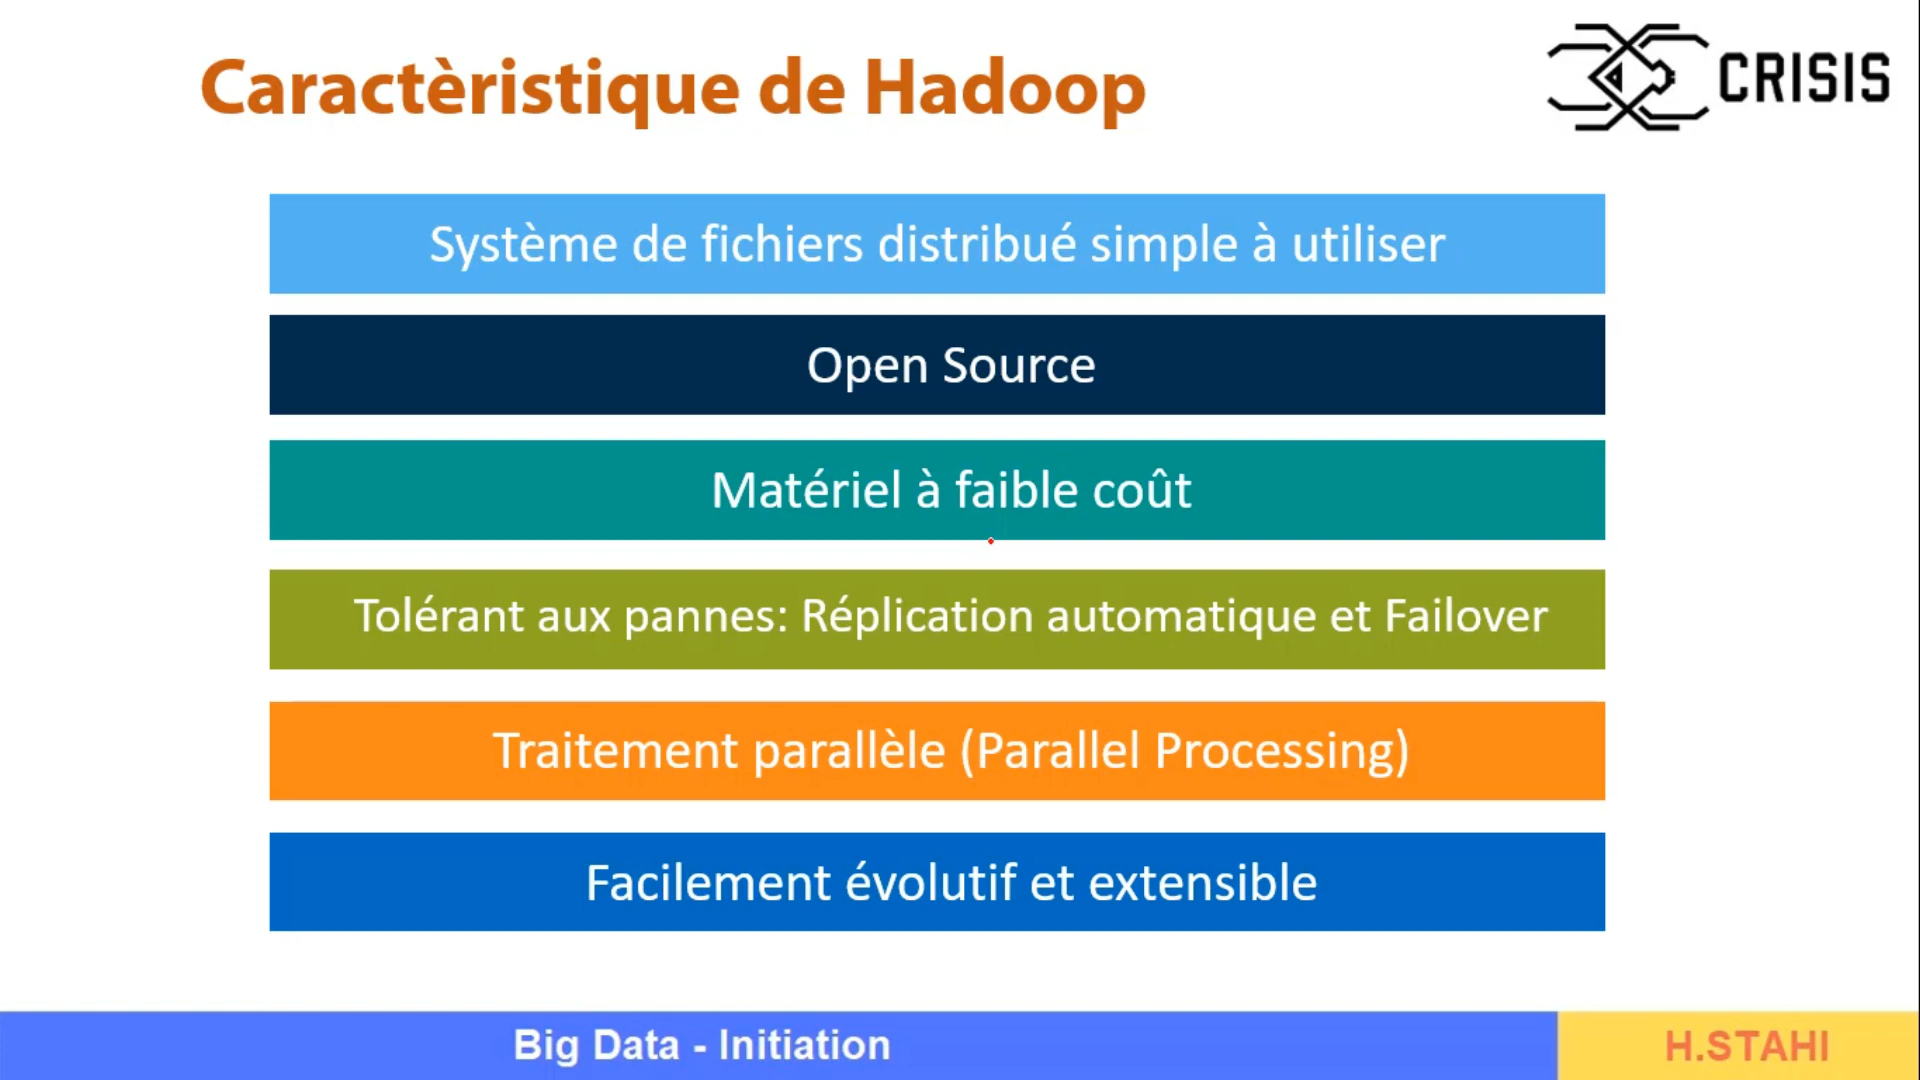 Caractèristique de Hadoop
CRISIS
Système de fichiers distribué simple à utiliser
Open Source
Matériel à faible coût
Tolérant aux pannes: Réplication automatique et Failover
Traitement parallèle (Parallel Processing)
Facilement évolutif et extensible
Big Data - Initiation
H.STAHI